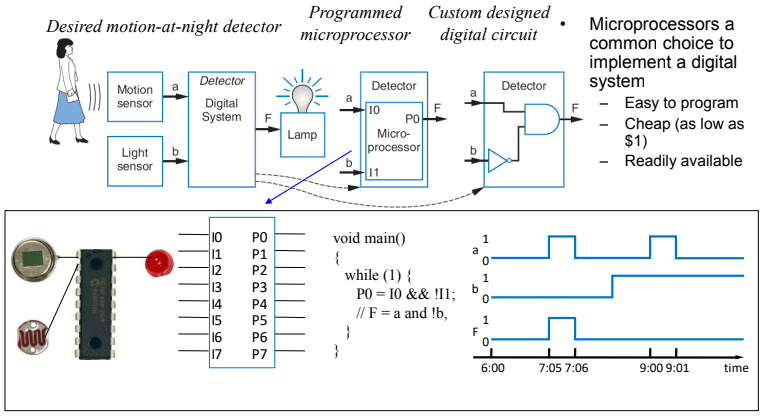 Desired motion-at-night detector
Programmed
microprocessor
Custom designed
digital circuit
• Microprocessors a
common choice to
implement a digital
system
– Easy to program
– Cheap (as low as
$1)
– Readily available
Motion
sensor
a
Light
sensor
b
Detector
Digital
System
F
Lamp
Detector
a
I0
P0
F
Micro-
processor
b
I1
Detector
a
b
F
I0 P0
I1 P1
I2 P2
I3 P3
I4 P4
I5 P5
I6 P6
I7 P7
void main()
{
while (1) {
P0 = I0 && !I1;
// F = a and !b,
}
}
1
a
0
1
b
0
1
F
0
6:00 7:05 7:06 9:00 9:01 time